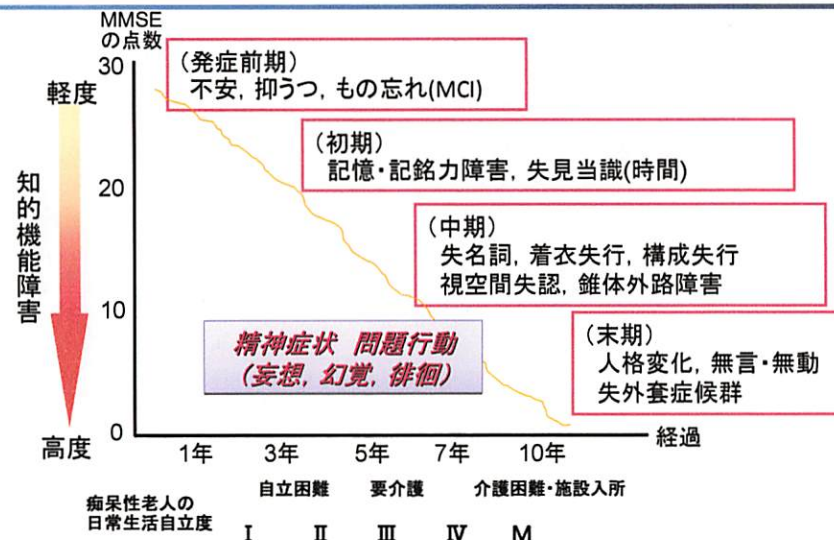 MMSE
の点数
30
20
10
0
軽度
知的機能障害
高度
(発症前期)
不安, 抑うつ, もの忘れ(MCI)
(初期)
記憶・記銘力障害, 失見当識(時間)
(中期)
失名詞, 着衣失行, 構成失行
視空間失認, 錐体外路障害
(末期)
人格変化, 無言・無動
失外套症候群
精神症状 問題行動
(妄想, 幻覚, 徘徊)
1年 3年 5年 7年 10年 経過
自立困難 要介護 介護困難・施設入所
痴呆性老人の
日常生活自立度
Ⅰ Ⅱ Ⅲ Ⅳ M